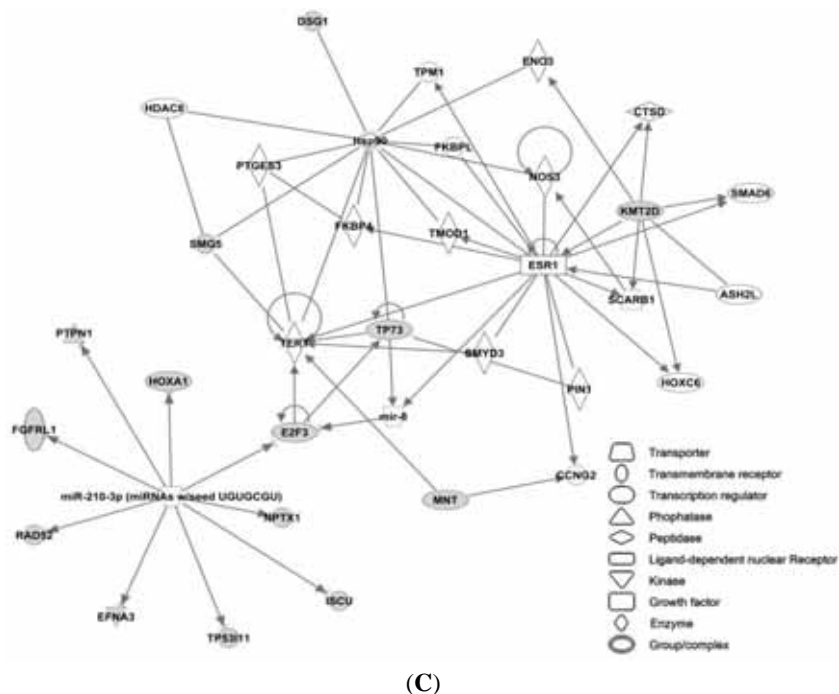 DSG1
ENO3
TPM1
HDAC6
CTSD
Hsp90
FKBPL
PTGES3
NOS3
SMAD6
KMT2D
FKBP4
TMOD1
SMG5
ESR1
ASH2L
SCARB1
PTPN1
TERT
TP73
SMYD3
HOXA1
HOXC6
PIN1
mir-8
FGFRL1
E2F3
CCNG2
MNT
miR-210-3p (miRNAs w/seed UGUGCGU)
NPTX1
RAD52
ISCU
EFNA3
TP53I11
Transporter
Transmembrane receptor
Transcription regulator
Phophatase
Peptidase
Ligand-dependent nuclear Receptor
Kinase
Growth factor
Enzyme
Group/complex
(C)